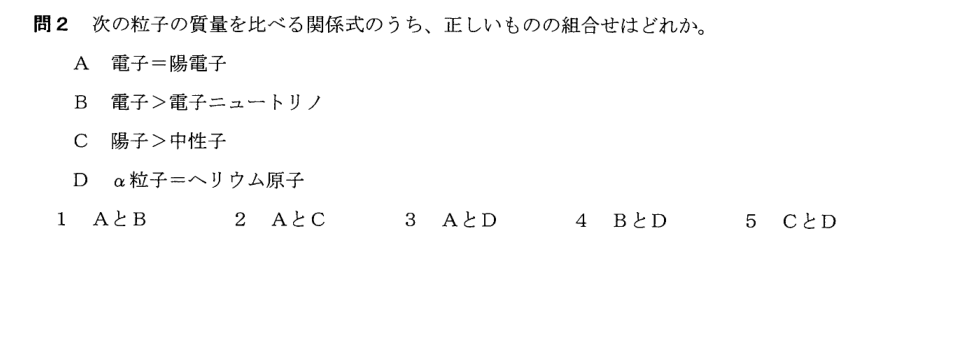 問2 次の粒子の質量を比べる関係式のうち、正しいものの組合せはどれか。
A 電子＝陽電子
B 電子＞電子ニュートリノ
C 陽子＞中性子
D α粒子＝ヘリウム原子
1 AとB 2 AとC 3 AとD 4 BとD 5 CとD